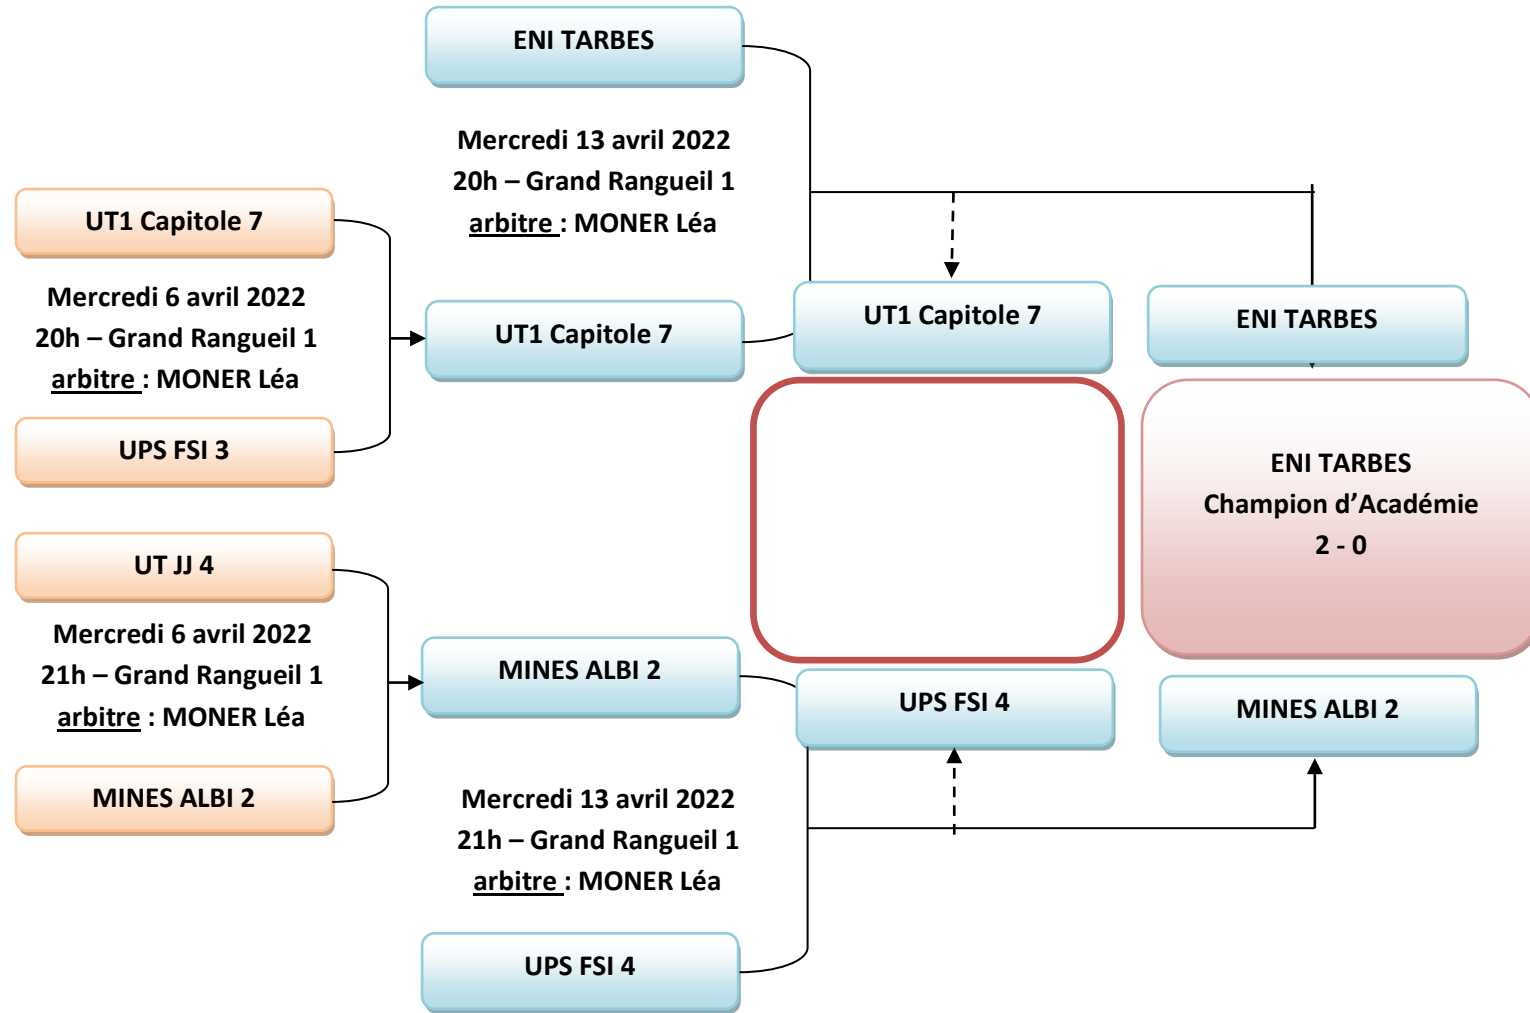 ENI TARBES
Mercredi 13 avril 2022
20h – Grand Rangueil 1
arbitre : MONER Léa
UT1 Capitole 7
Mercredi 6 avril 2022
20h – Grand Rangueil 1
arbitre : MONER Léa
UPS FSI 3
UT1 Capitole 7
UT1 Capitole 7
ENI TARBES
ENI TARBES
Champion d’Académie
2 - 0
UT JJ 4
Mercredi 6 avril 2022
21h – Grand Rangueil 1
arbitre : MONER Léa
MINES ALBI 2
MINES ALBI 2
UPS FSI 4
MINES ALBI 2
Mercredi 13 avril 2022
21h – Grand Rangueil 1
arbitre : MONER Léa
UPS FSI 4